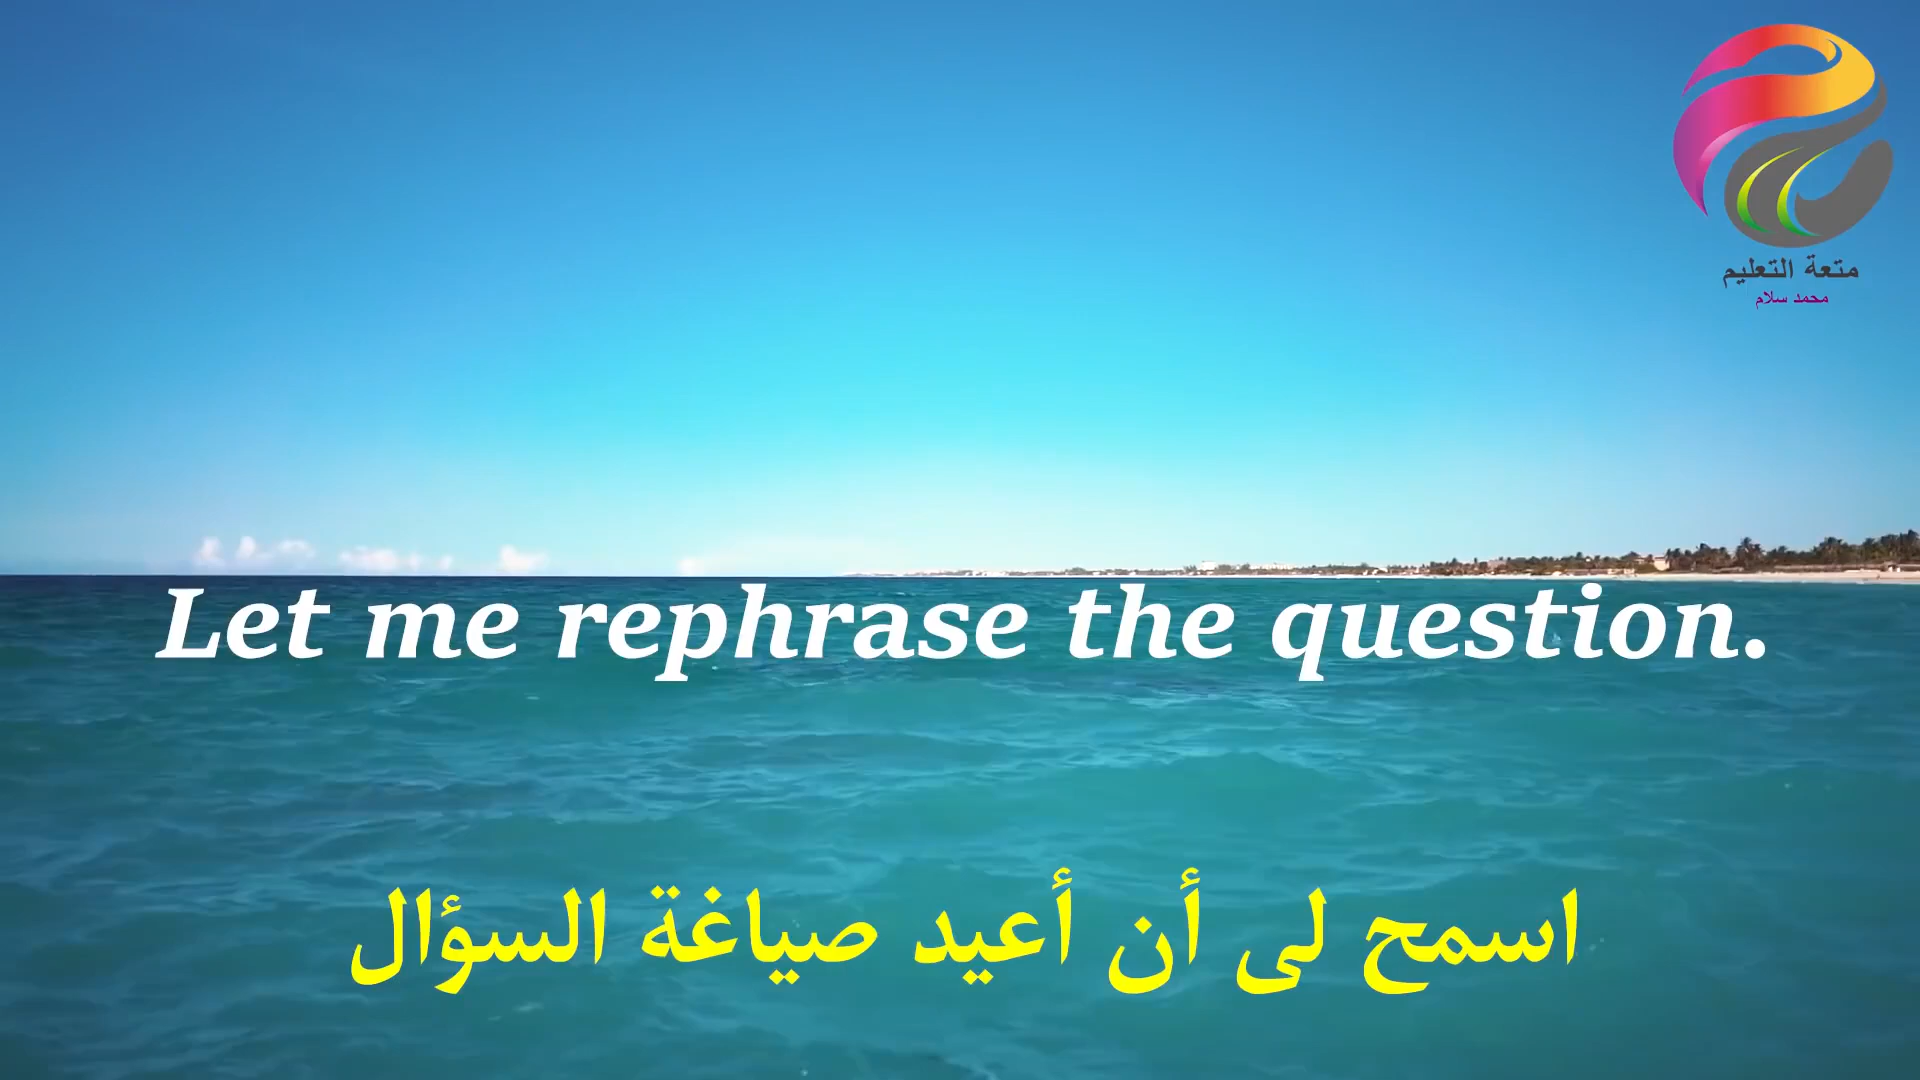 متعة التعليم
محمد سلام
Let me rephrase the question.
اسمح لى أن أعيد صياغة السؤال